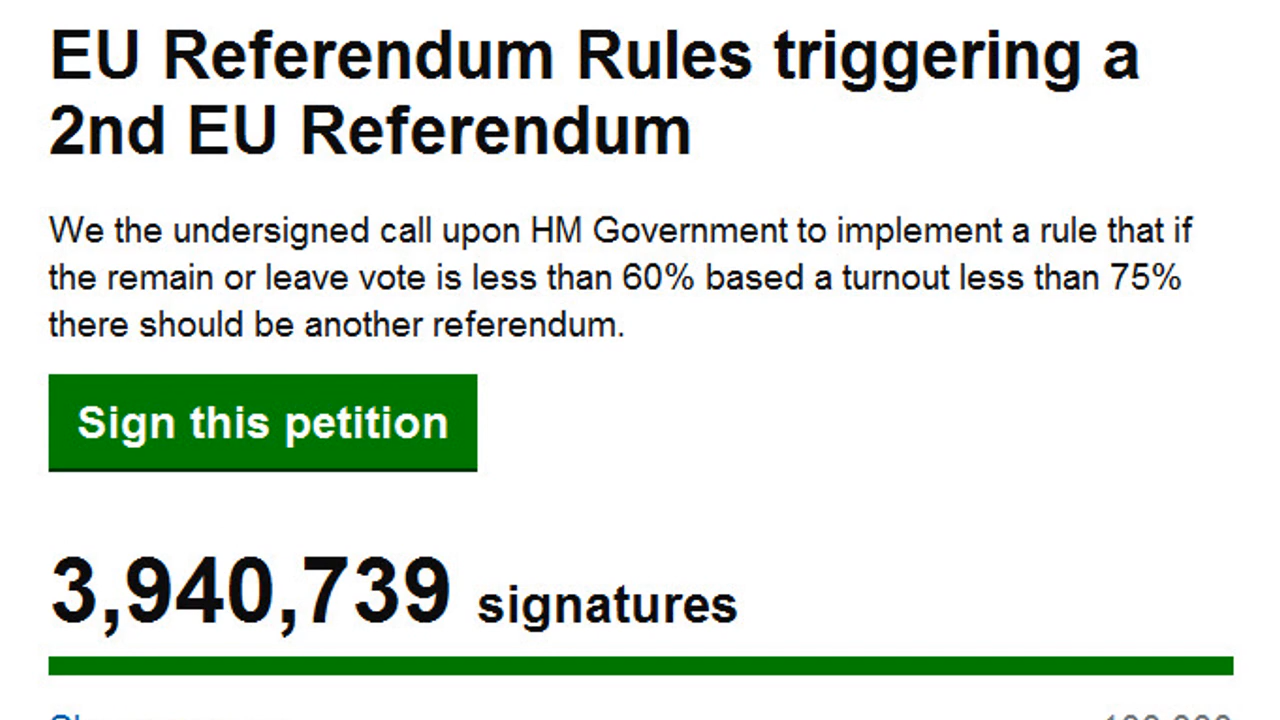 EU Referendum Rules triggering a
2nd EU Referendum
We the undersigned call upon HM Government to implement a rule that if
the remain or leave vote is less than 60% based a turnout less than 75%
there should be another referendum.
Sign this petition
3,940,739 signatures